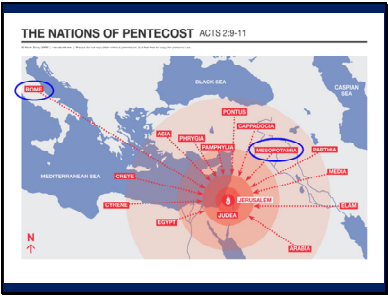 THE NATIONS OF PENTECOST ACTS 2:9-11
ROME
BLACK SEA
CASPIAN
SEA
PONTUS
CAPPADOCIA
ASIA
PHRYGIA
PAMPHYLIA
MESOPOTAMIA
PARTHIA
MEDIA
MEDITERRANEAN SEA
CRETE
CYRENE
JERUSALEM
JUDEA
ELAM
EGYPT
ARABIA
N